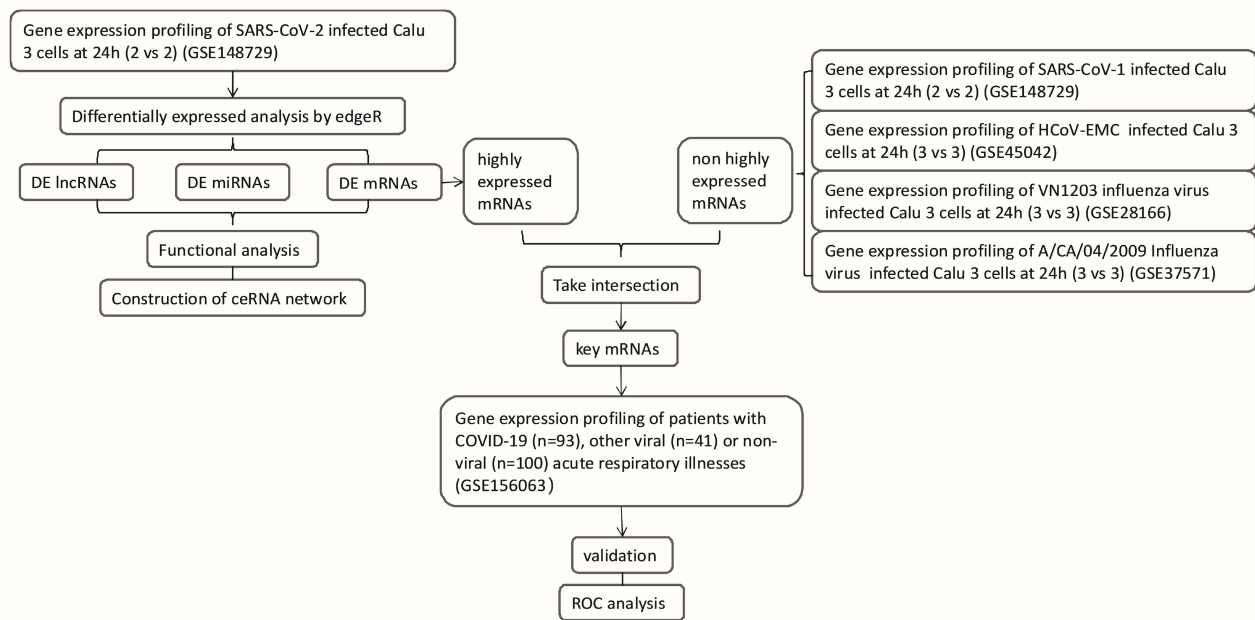 Gene expression profiling of SARS-CoV-2 infected Calu
3 cells at 24h (2 vs 2) (GSE148729)
Differentially expressed analysis by edgeR
DE lncRNAs
DE miRNAs
DE mRNAs
Functional analysis
Construction of ceRNA network
highly
expressed
mRNAs
non highly
expressed
mRNAs
Gene expression profiling of SARS-CoV-1 infected Calu
3 cells at 24h (2 vs 2) (GSE148729)
Gene expression profiling of HCoV-EMC infected Calu
3 cells at 24h (3 vs 3) (GSE45042)
Gene expression profiling of VN1203 influenza virus
infected Calu 3 cells at 24h (3 vs 3) (GSE28166)
Gene expression profiling of A/CA/04/2009 Influenza
virus infected Calu 3 cells at 24h (3 vs 3) (GSE37571)
Take intersection
key mRNAs
Gene expression profiling of patients with
COVID-19 (n=93), other viral (n=41) or non-
viral (n=100) acute respiratory illnesses
(GSE156063)
validation
ROC analysis